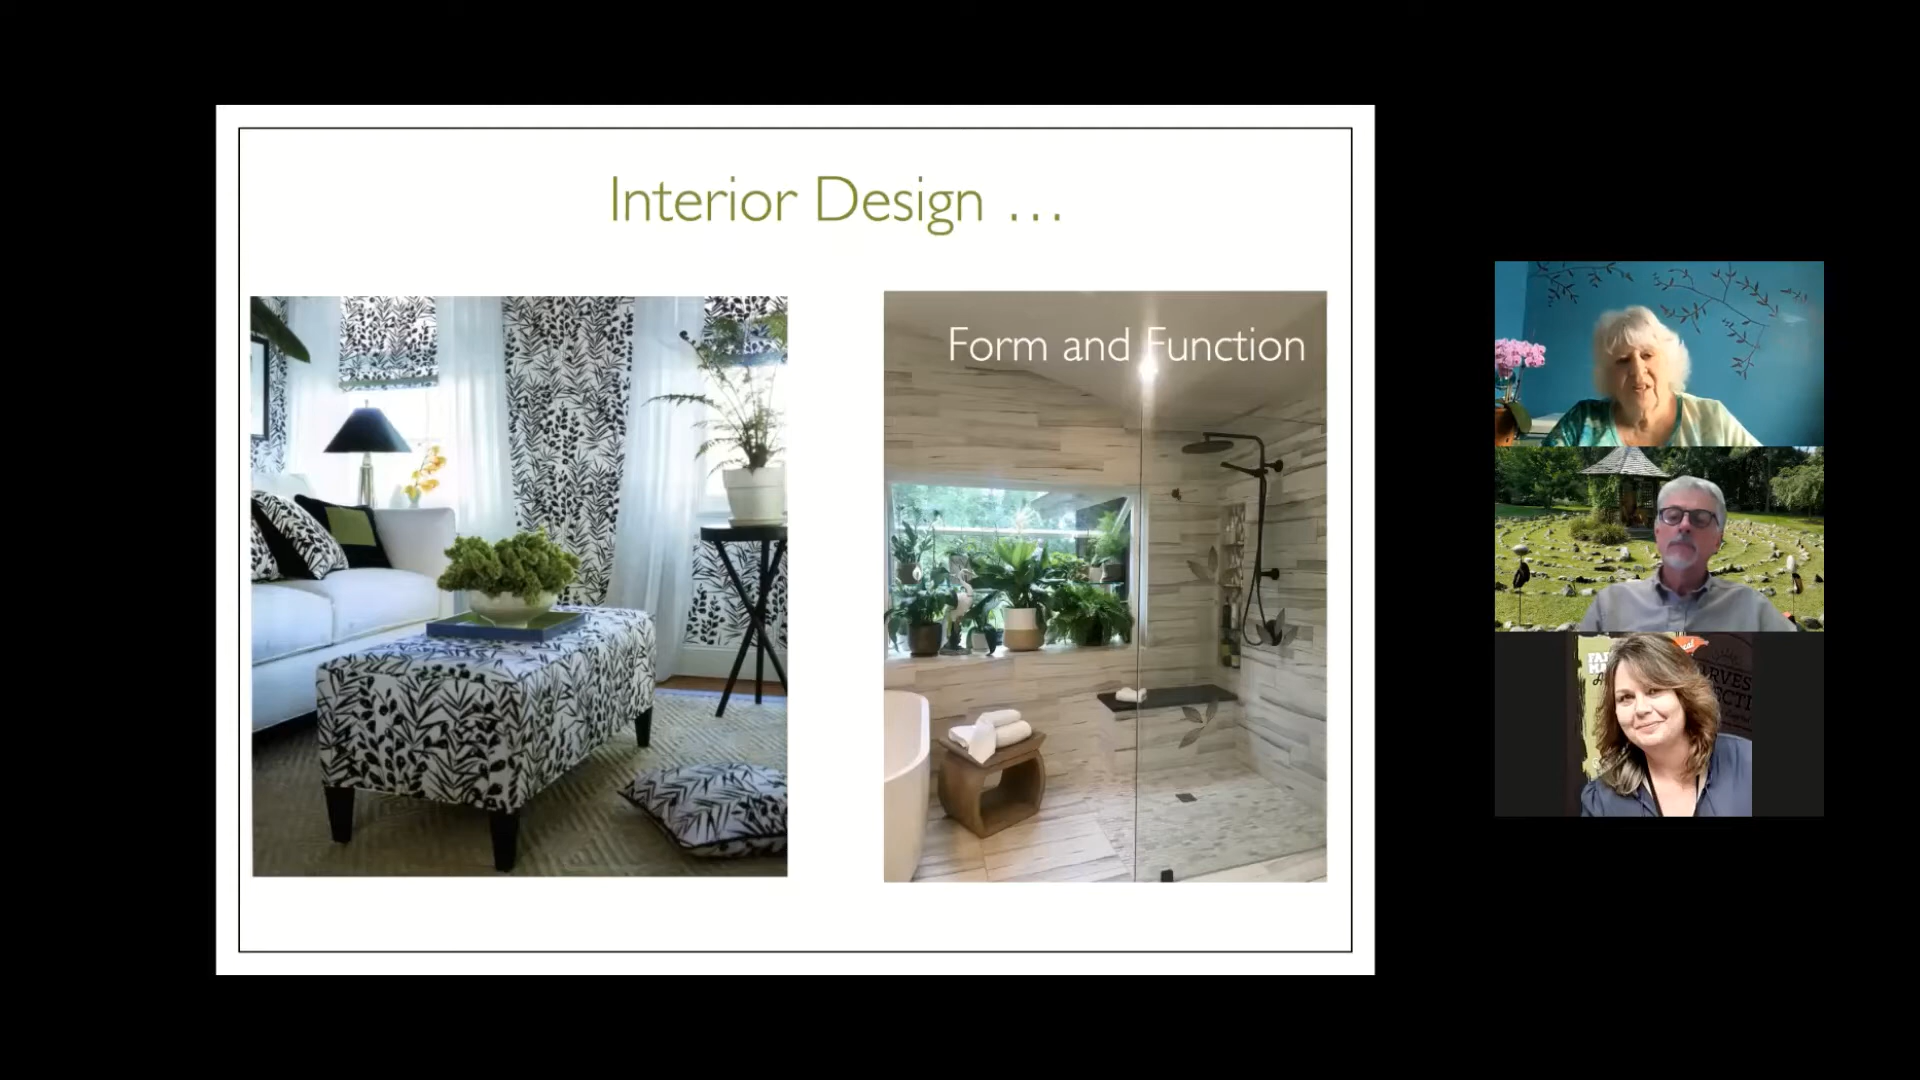 Interior Design …
Form and Function